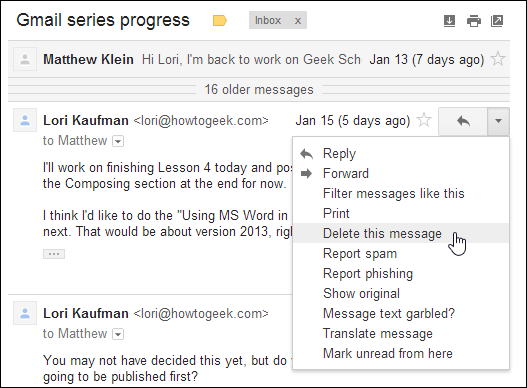 Gmail series progress
Inbox x
Matthew Klein Hi Lori, I'm back to work on Geek Sch Jan 13 (7 days ago)
16 older messages
Lori Kaufman <lori@howtogeek.com> Jan 15 (5 days ago)
to Matthew
I'll work on finishing Lesson 4 today and pos
the Composing section at the end for now.
I think I'd like to do the "Using MS Word in
next. That would be about version 2013, righ
Reply
Forward
Filter messages like this
Print
Delete this message
Report spam
Report phishing
Show original
Message text garbled?
Translate message
Mark unread from here
Lori Kaufman <lori@howtogeek.com>
to Matthew
You may not have decided this yet, but do
going to be published first?